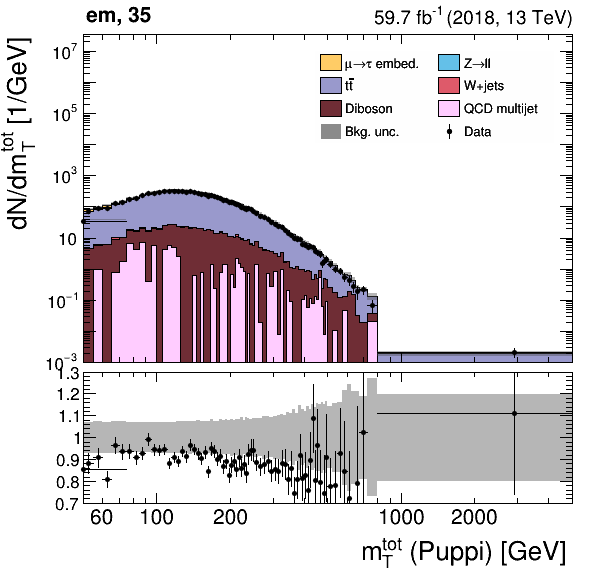 em, 35
59.7 fb⁻¹ (2018, 13 TeV)
dN/dm_T^tot [1/GeV]
10⁷
10⁵
10³
10
10⁻¹
10⁻³
μ→τ embed.
Z→ll
tt̄
W+jets
Diboson
QCD multijet
Bkg. unc.
Data
1.3
1.2
1.1
1
0.9
0.8
0.7
60
100
200
1000
2000
m_T^tot (Puppi) [GeV]